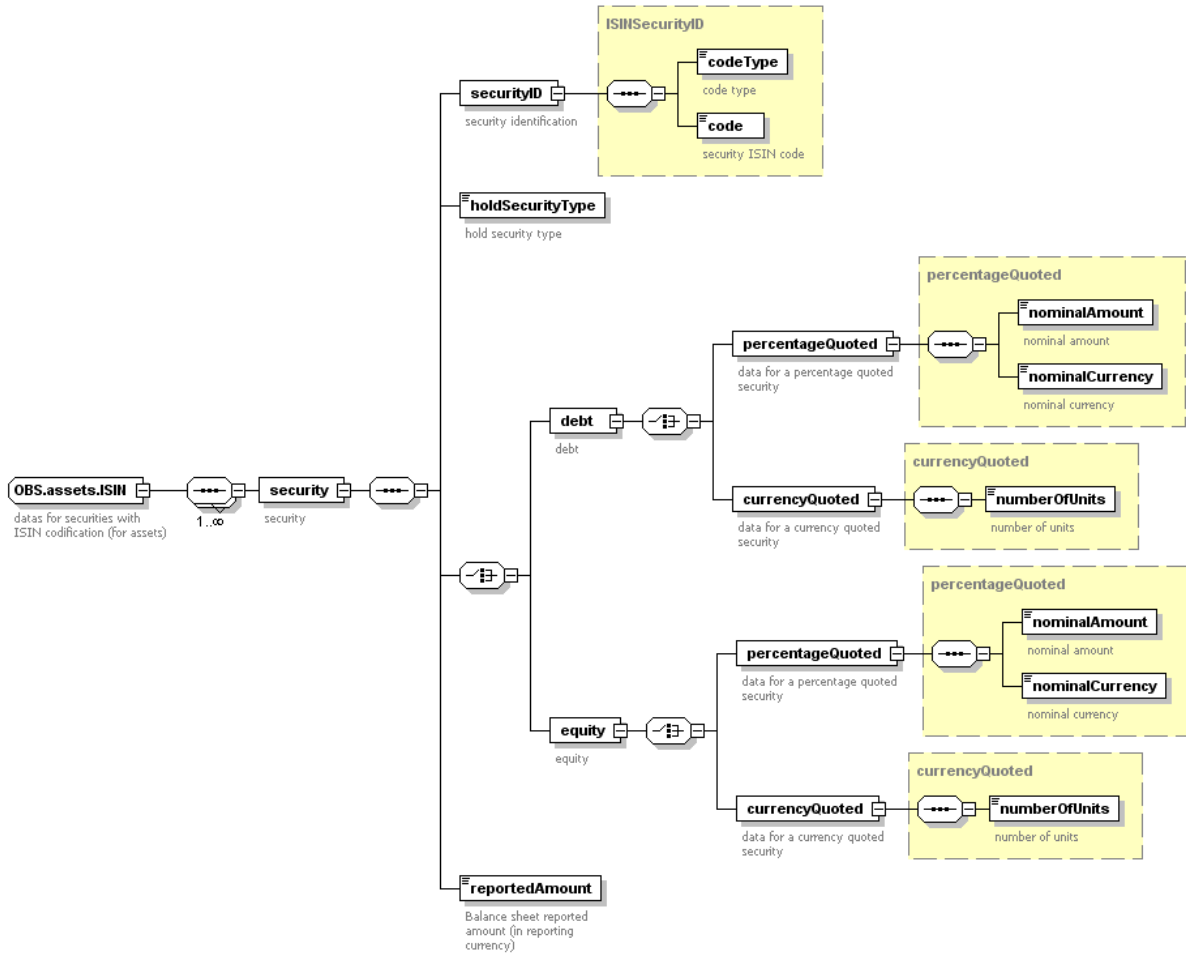 ISINSecurityID
codeType
code type
securityID
security identification
code
security ISIN code
holdSecurityType
hold security type
percentageQuoted
nominalAmount
nominal amount
percentageQuoted
data for a percentage quoted
security
nominalCurrency
nominal currency
debt
debt
currencyQuoted
numberOfUnits
number of units
currencyQuoted
data for a currency quoted
security
OBS.assets.ISIN
datas for securities with
ISIN codification (for assets)
1..∞
security
security
percentageQuoted
nominalAmount
nominal amount
percentageQuoted
data for a percentage quoted
security
nominalCurrency
nominal currency
equity
equity
currencyQuoted
numberOfUnits
number of units
currencyQuoted
data for a currency quoted
security
reportedAmount
Balance sheet reported
amount (in reporting
currency)